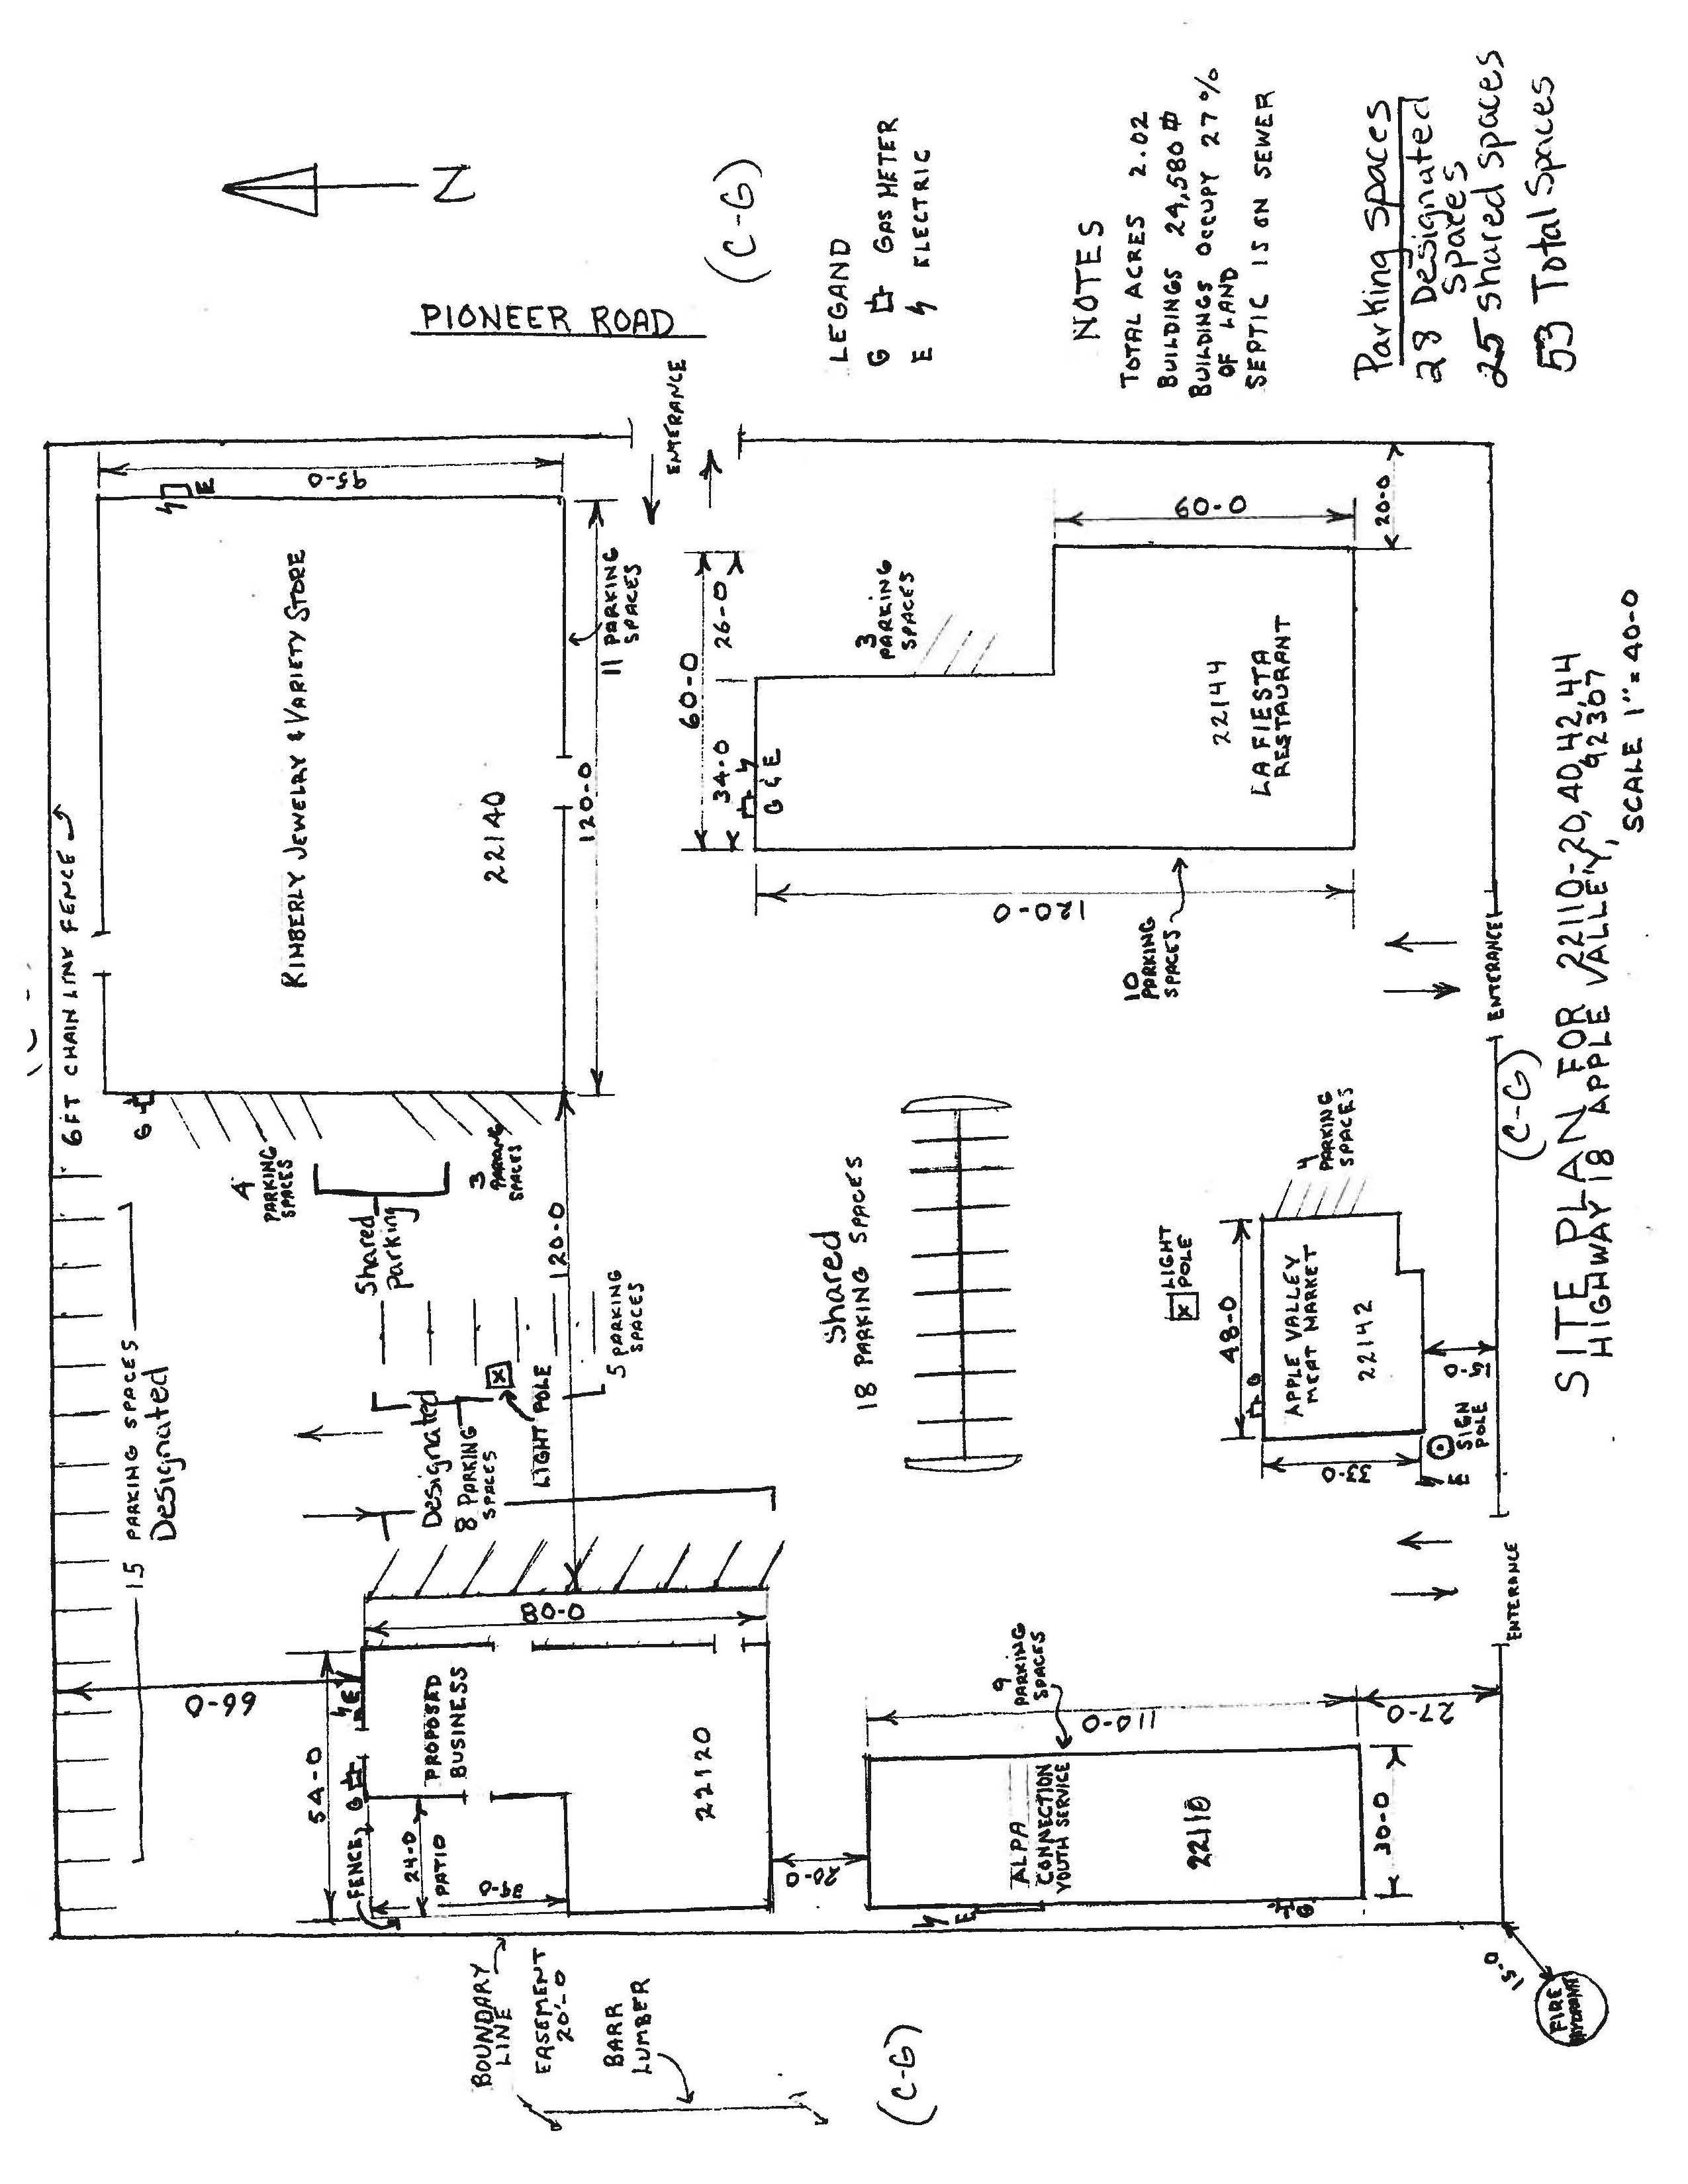 6FT CHAIN LINK FENCE
15 PARKING SPACES
Designated
66-0
54-0
FENCE
G
E
24-0
PATIO
PROPOSED
BUSINESS
22120
80-0
Designated
8 PARKING
SPACES
LIGHT POLE
5 PARKING
SPACES
120-0
Shared
Parking
4
PARKING
SPACES
3
PARKING
SPACES
G
KIMBERLY JEWELRY & VARIETY STORE
22140
95-0
E
120-0
11 PARKING
SPACES
ENTERANCE
PIONEER ROAD
N
(C-G)
BOUNDARY
LINE
EASEMENT
20'-0
BARR
LUMBER
(C-G)
20-0
ALPA
CONNECTION
YOUTH SERVICE
22110
E
G
9
PARKING
SPACES
110-0
27-0
30-0
15-0
FIRE
HYDRANT
ENTERANCE
Shared
18 PARKING SPACES
LIGHT
POLE
48-0
G
APPLE VALLEY
MEAT MARKET
22142
33-0
E
SIGN
POLE
4
PARKING
SPACES
(C-G)
ENTERANCE
10
PARKING
SPACES
120-0
60-0
34-0
26-0
G & E
3
PARKING
SPACES
22144
LA FIESTA
RESTAURANT
60-0
20-0
LEGAND
G GAS METER
E ELECTRIC
NOTES
TOTAL ACRES 2.02
BUILDINGS 24,580
BUILDINGS OCCUPY 27%
OF LAND
SEPTIC IS ON SEWER
Parking Spaces
28 Designated
Spaces
25 shared spaces
53 Total Spaces
SITE PLAN FOR 22110-20,40,42,44
HIGHWAY 18 APPLE VALLEY, 92307
SCALE 1"=40-0